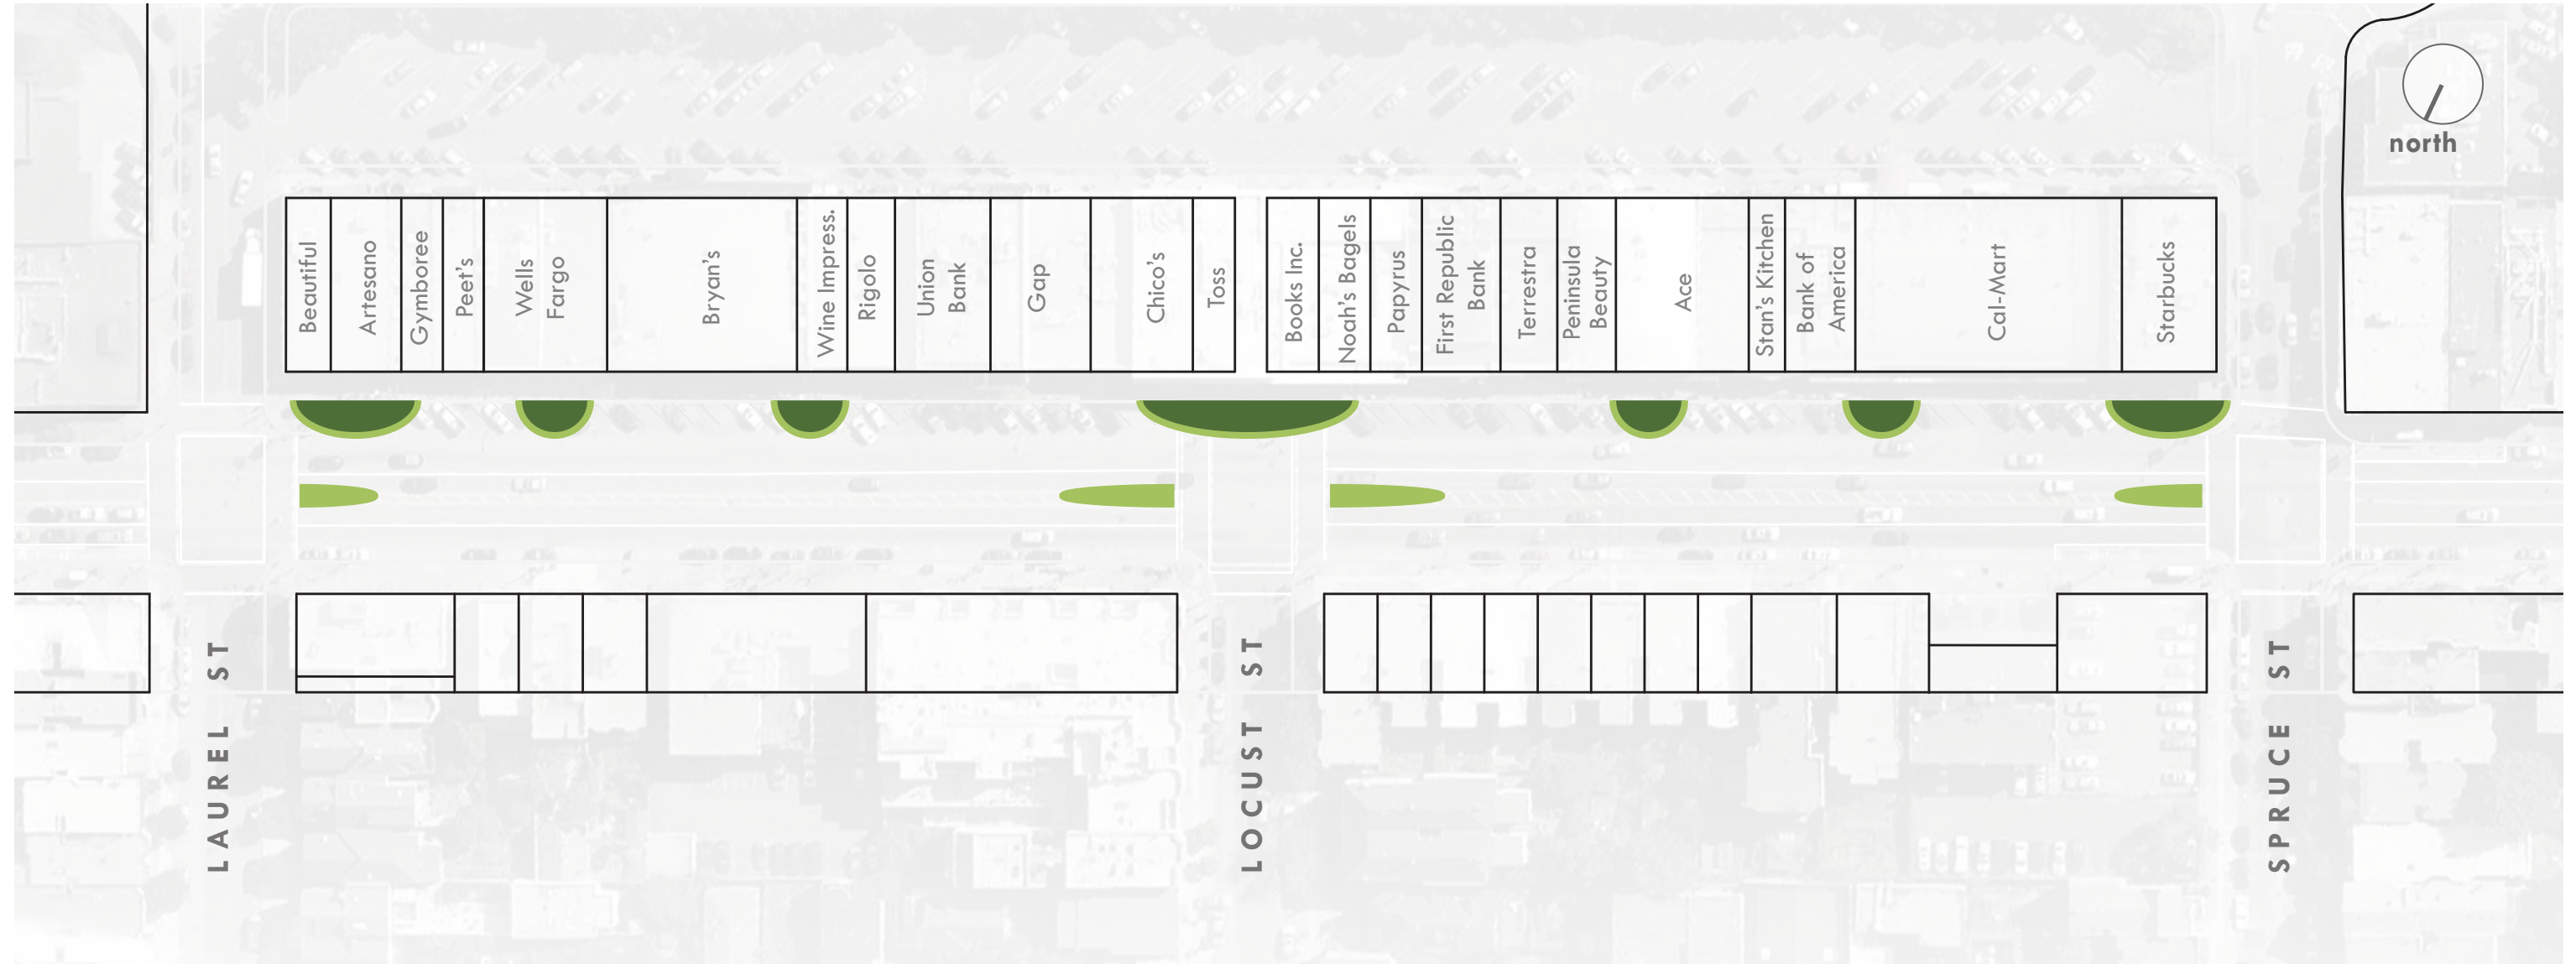 north
Beautiful
Artesano
Gymboree
Peet's
Wells
Fargo
Bryan's
Wine Impress.
Rigolo
Union
Bank
Gap
Chico's
Toss
Books Inc.
Noah's Bagels
Papyrus
First Republic
Bank
Terrestra
Peninsula
Beauty
Ace
Stan's Kitchen
Bank of
America
Cal-Mart
Starbucks
LAUREL ST
LOCUST ST
SPRUCE ST